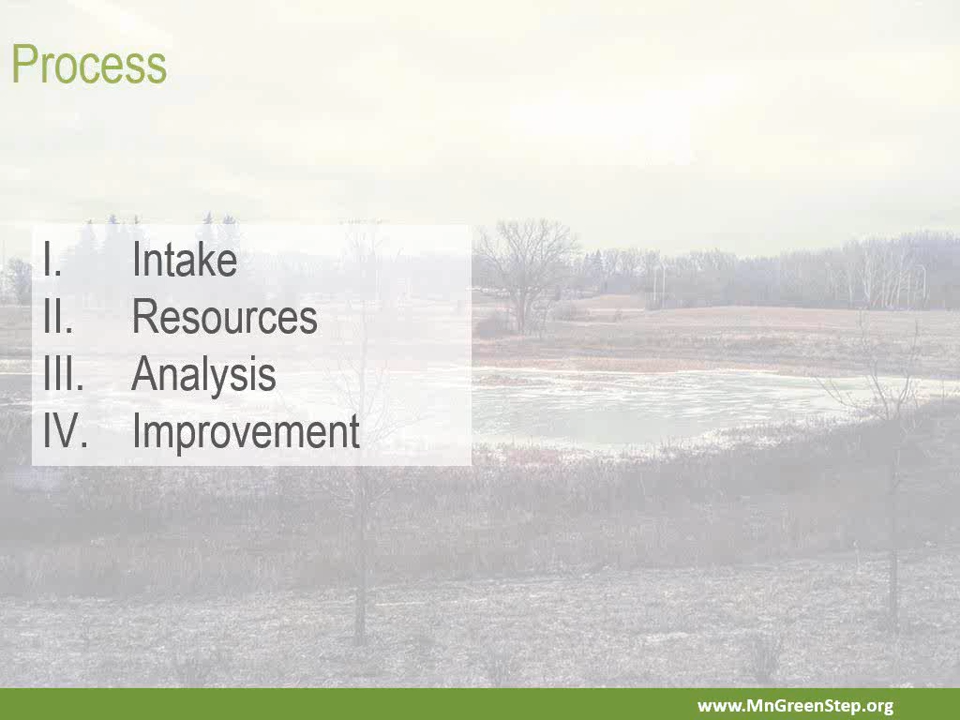 Process
I. Intake
II. Resources
III. Analysis
IV. Improvement
www.MnGreenStep.org